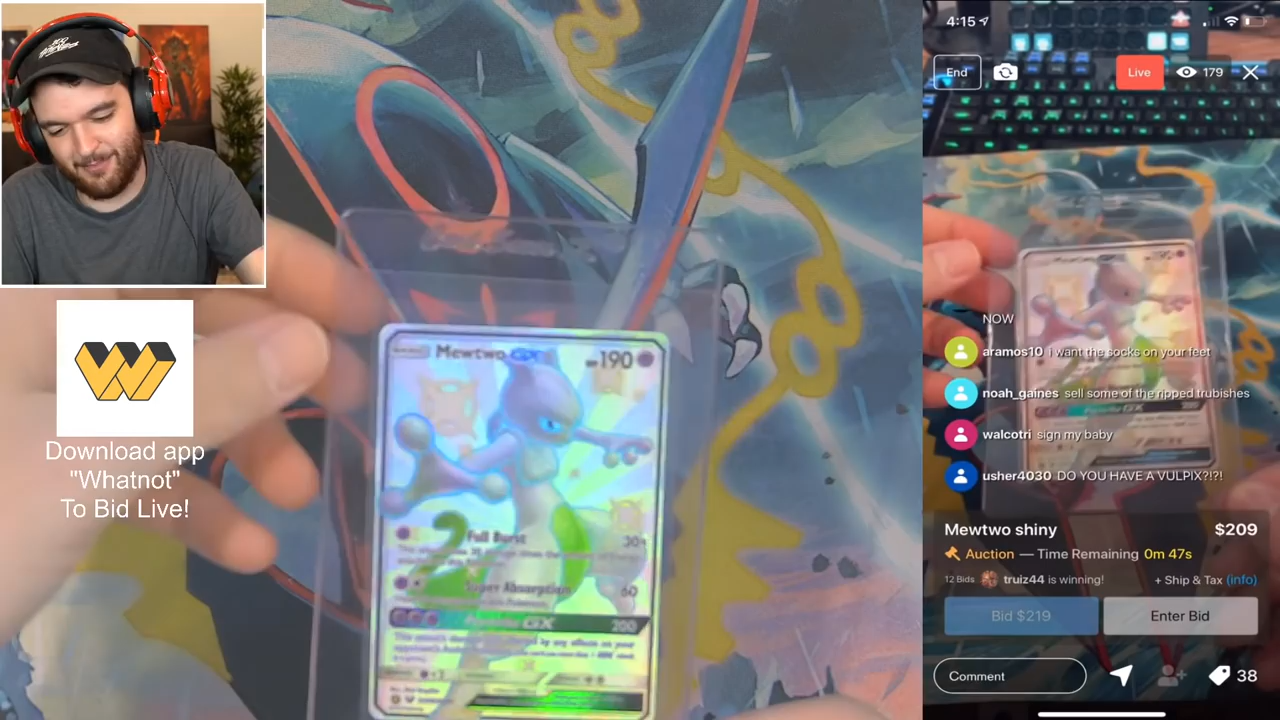 Download app
"Whatnot"
To Bid Live!
Mewtwo GX
190
Full Burst
30+
Super Absorption
60
GX
200
4:15
End
Live
179
NOW
aramos10 I want the socks on your feet
noah_gaines sell some of the ripped trubishes
walcotri sign my baby
usher4030 DO YOU HAVE A VULPIX?!?!
Mewtwo shiny
$209
Auction — Time Remaining 0m 47s
12 Bids truiz44 is winning!
+ Ship & Tax (info)
Bid $219
Enter Bid
Comment
38